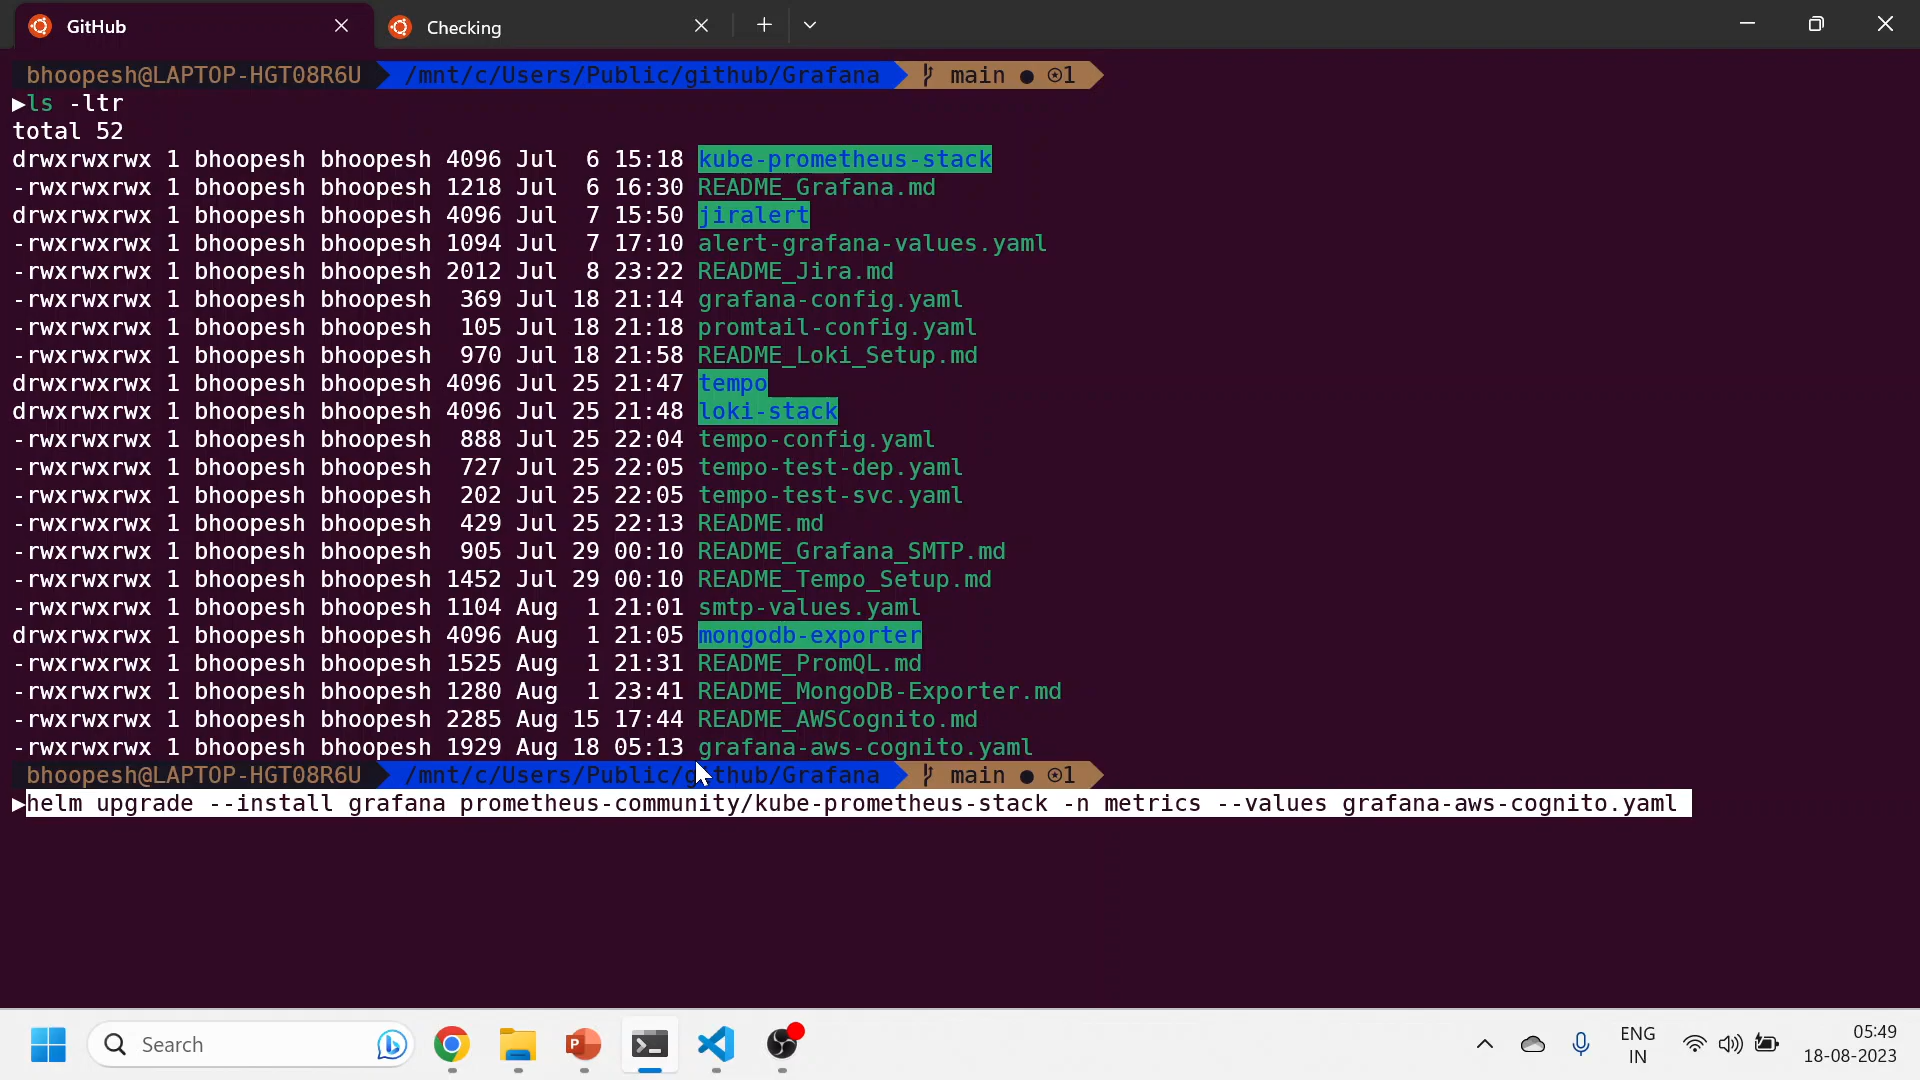 GitHub
Checking
bhoopesh@LAPTOP-HGT08R6U /mnt/c/Users/Public/github/Grafana main ● ⍟1
▶ls -ltr
total 52
drwxrwxrwx 1 bhoopesh bhoopesh 4096 Jul  6 15:18 kube-prometheus-stack
-rwxrwxrwx 1 bhoopesh bhoopesh 1218 Jul  6 16:30 README_Grafana.md
drwxrwxrwx 1 bhoopesh bhoopesh 4096 Jul  7 15:50 jiralert
-rwxrwxrwx 1 bhoopesh bhoopesh 1094 Jul  7 17:10 alert-grafana-values.yaml
-rwxrwxrwx 1 bhoopesh bhoopesh 2012 Jul  8 23:22 README_Jira.md
-rwxrwxrwx 1 bhoopesh bhoopesh  369 Jul 18 21:14 grafana-config.yaml
-rwxrwxrwx 1 bhoopesh bhoopesh  105 Jul 18 21:18 promtail-config.yaml
-rwxrwxrwx 1 bhoopesh bhoopesh  970 Jul 18 21:58 README_Loki_Setup.md
drwxrwxrwx 1 bhoopesh bhoopesh 4096 Jul 25 21:47 tempo
drwxrwxrwx 1 bhoopesh bhoopesh 4096 Jul 25 21:48 loki-stack
-rwxrwxrwx 1 bhoopesh bhoopesh  888 Jul 25 22:04 tempo-config.yaml
-rwxrwxrwx 1 bhoopesh bhoopesh  727 Jul 25 22:05 tempo-test-dep.yaml
-rwxrwxrwx 1 bhoopesh bhoopesh  202 Jul 25 22:05 tempo-test-svc.yaml
-rwxrwxrwx 1 bhoopesh bhoopesh  429 Jul 25 22:13 README.md
-rwxrwxrwx 1 bhoopesh bhoopesh  905 Jul 29 00:10 README_Grafana_SMTP.md
-rwxrwxrwx 1 bhoopesh bhoopesh 1452 Jul 29 00:10 README_Tempo_Setup.md
-rwxrwxrwx 1 bhoopesh bhoopesh 1104 Aug  1 21:01 smtp-values.yaml
drwxrwxrwx 1 bhoopesh bhoopesh 4096 Aug  1 21:05 mongodb-exporter
-rwxrwxrwx 1 bhoopesh bhoopesh 1525 Aug  1 21:31 README_PromQL.md
-rwxrwxrwx 1 bhoopesh bhoopesh 1280 Aug  1 23:41 README_MongoDB-Exporter.md
-rwxrwxrwx 1 bhoopesh bhoopesh 2285 Aug 15 17:44 README_AWSCognito.md
-rwxrwxrwx 1 bhoopesh bhoopesh 1929 Aug 18 05:13 grafana-aws-cognito.yaml
bhoopesh@LAPTOP-HGT08R6U /mnt/c/Users/Public/github/Grafana main ● ⍟1
▶helm upgrade --install grafana prometheus-community/kube-prometheus-stack -n metrics --values grafana-aws-cognito.yaml
Search
ENG
IN
05:49
18-08-2023